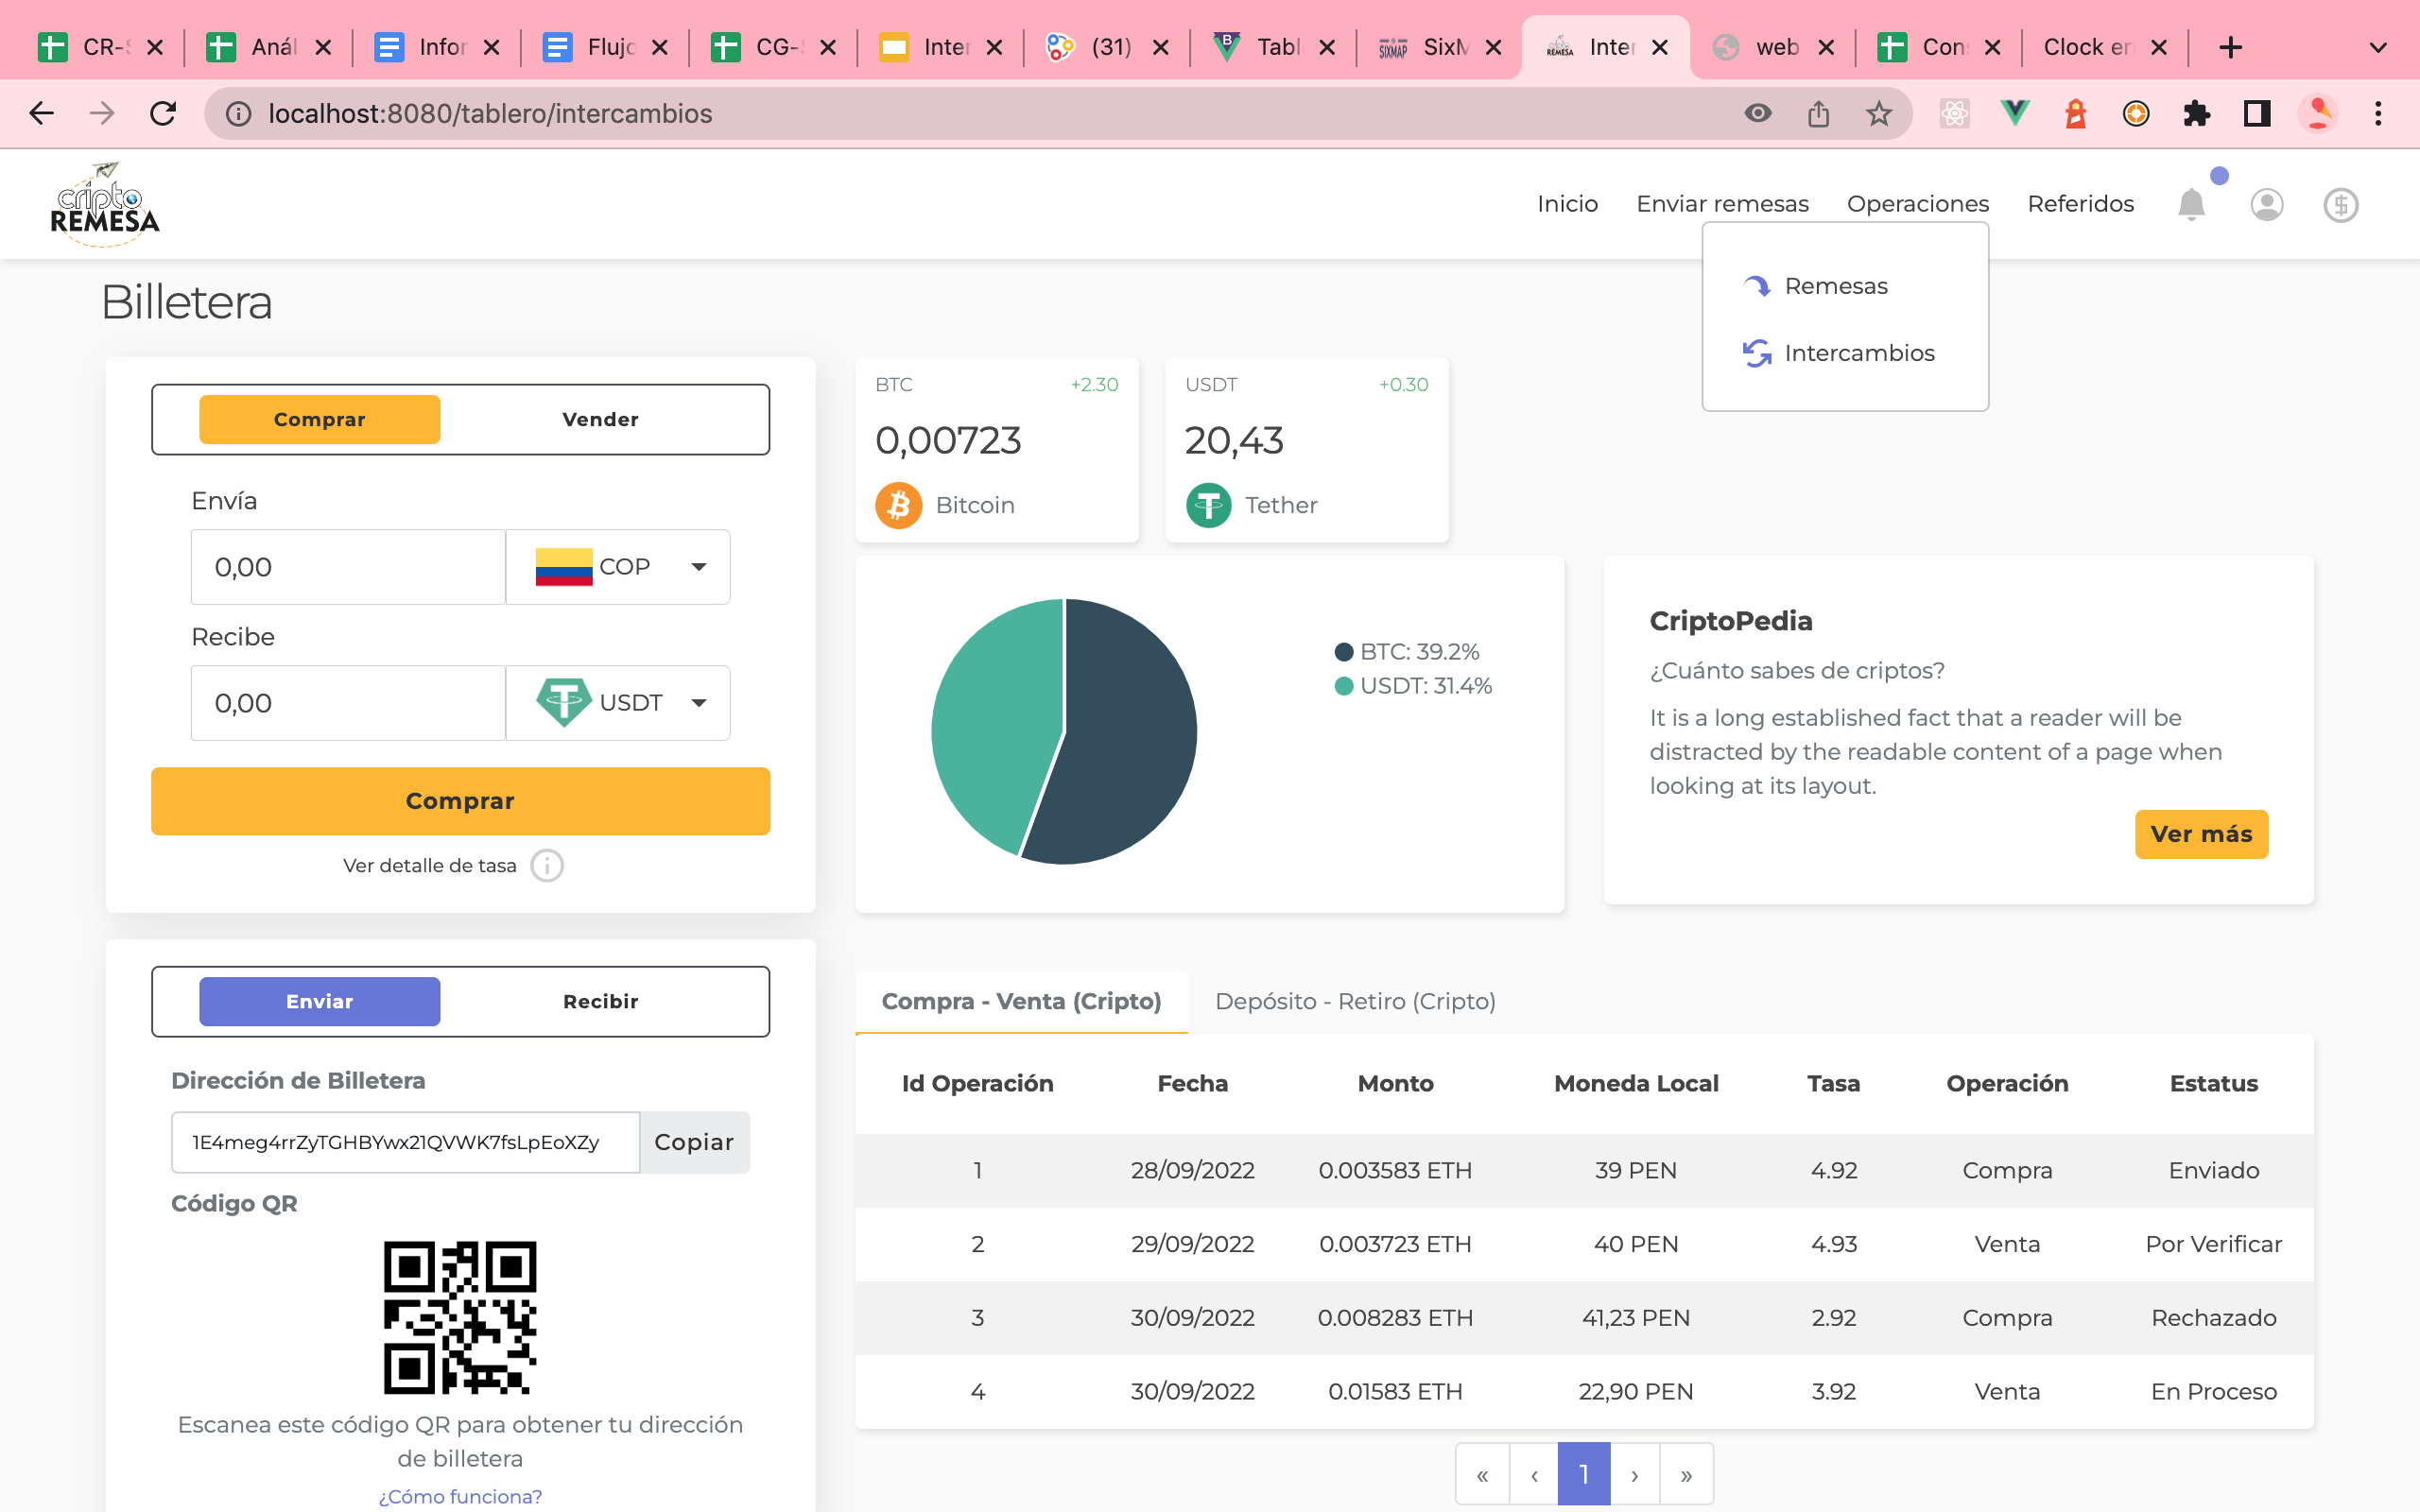 CR-S
Anál
Infor
Flujo
CG-S
Inter
(31)
Tabl
SIXMAP
SixM
REMESA
Inter
web
Con
Clock er
localhost:8080/tablero/intercambios
cripto
REMESA
Inicio
Enviar remesas
Operaciones
Referidos
Remesas
Intercambios
Billetera
Comprar
Vender
Envía
0,00
COP
Recibe
0,00
USDT
Comprar
Ver detalle de tasa
BTC
+2.30
0,00723
Bitcoin
USDT
+0.30
20,43
Tether
BTC: 39.2%
USDT: 31.4%
CriptoPedia
¿Cuánto sabes de criptos?
It is a long established fact that a reader will be
distracted by the readable content of a page when
looking at its layout.
Ver más
Enviar
Recibir
Dirección de Billetera
1E4meg4rrZyTGHBYwx21QVWK7fsLpEoXZy
Copiar
Código QR
Escanea este código QR para obtener tu dirección
de billetera
¿Cómo funciona?
Compra - Venta (Cripto)
Depósito - Retiro (Cripto)
Id Operación Fecha Monto Moneda Local Tasa Operación Estatus
1 28/09/2022 0.003583 ETH 39 PEN 4.92 Compra Enviado
2 29/09/2022 0.003723 ETH 40 PEN 4.93 Venta Por Verificar
3 30/09/2022 0.008283 ETH 41,23 PEN 2.92 Compra Rechazado
4 30/09/2022 0.01583 ETH 22,90 PEN 3.92 Venta En Proceso
« ‹ 1 › »